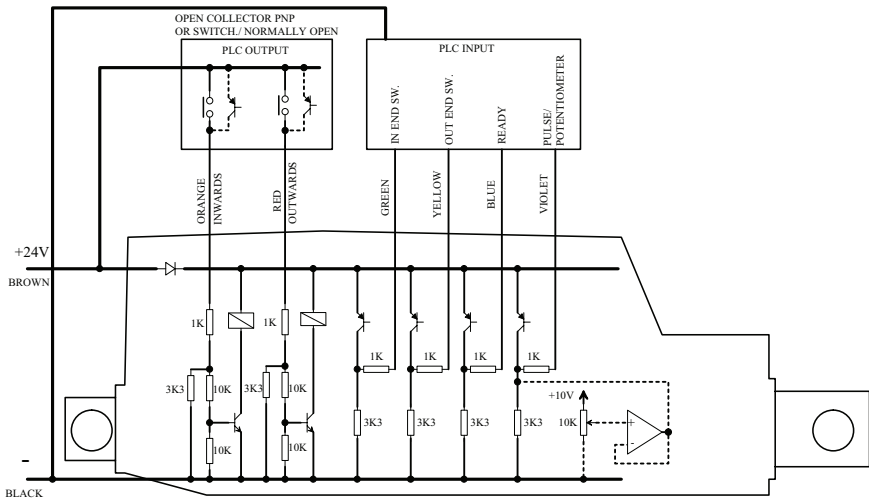 OPEN COLLECTOR PNP
OR SWITCH./ NORMALLY OPEN
PLC OUTPUT
PLC INPUT
IN END SW.
OUT END SW.
READY
PULSE/
POTENTIOMETER
ORANGE
INWARDS
RED
OUTWARDS
GREEN
YELLOW
BLUE
VIOLET
+24V
BROWN
1K
1K
1K
1K
1K
1K
3K3
10K
3K3
10K
10K
10K
3K3
3K3
3K3
3K3
+10V
10K
+
-
-
BLACK